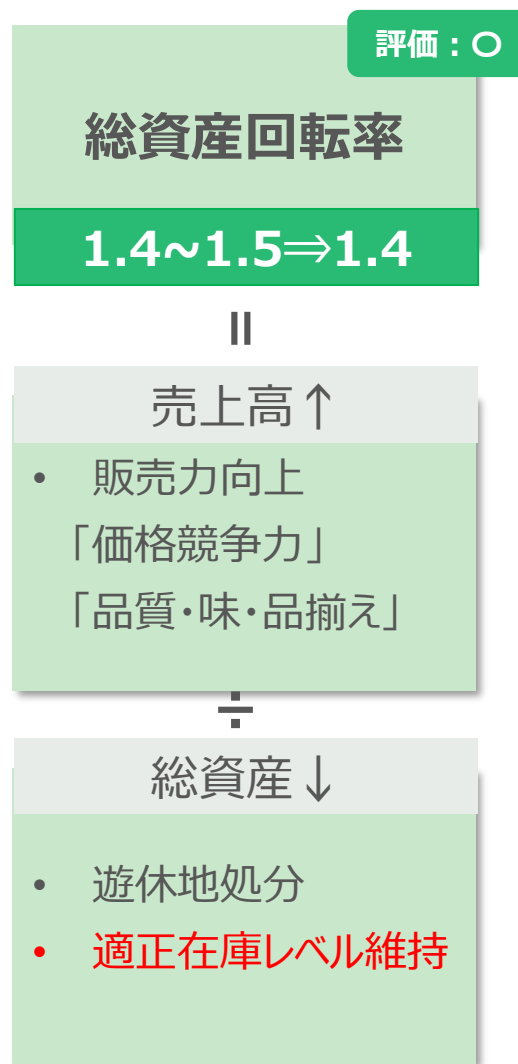 評価：〇
総資産回転率
1.4~1.5⇒1.4
=
売上高↑
• 販売力向上
「価格競争力」
「品質・味・品揃え」
÷
総資産↓
• 遊休地処分
• 適正在庫レベル維持